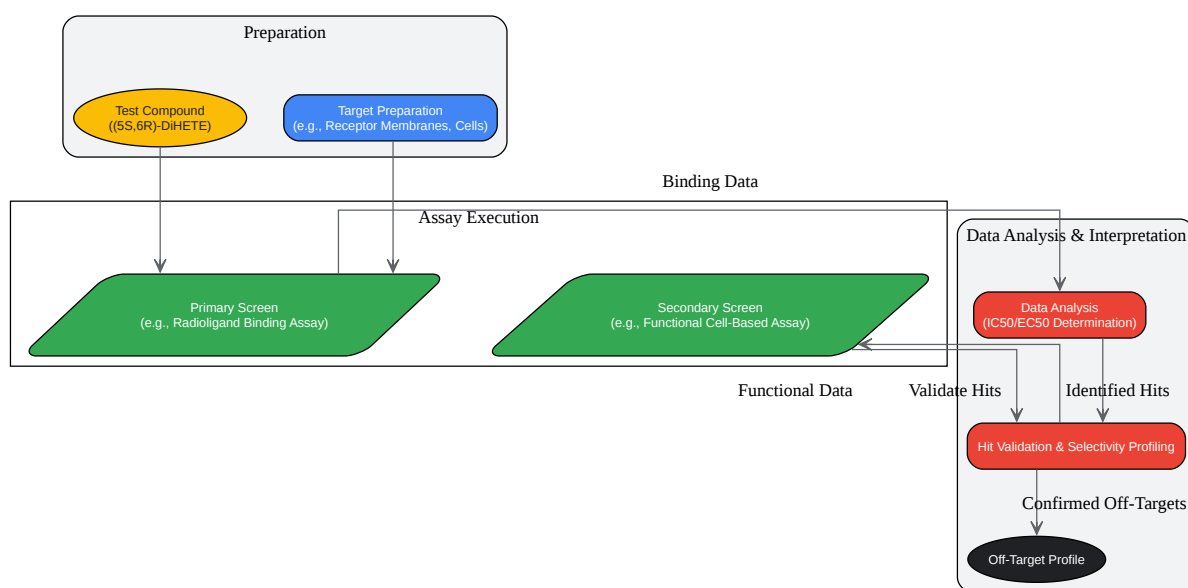 Preparation
Test Compound
((5S,6R)-DiHETE)
Target Preparation
(e.g., Receptor Membranes, Cells)
Binding Data
Assay Execution
Data Analysis & Interpretation
Primary Screen
(e.g., Radioligand Binding Assay)
Secondary Screen
(e.g., Functional Cell-Based Assay)
Data Analysis
(IC50/EC50 Determination)
Functional Data
Validate Hits
Identified Hits
Hit Validation & Selectivity Profiling
Confirmed Off-Targets
Off-Target Profile